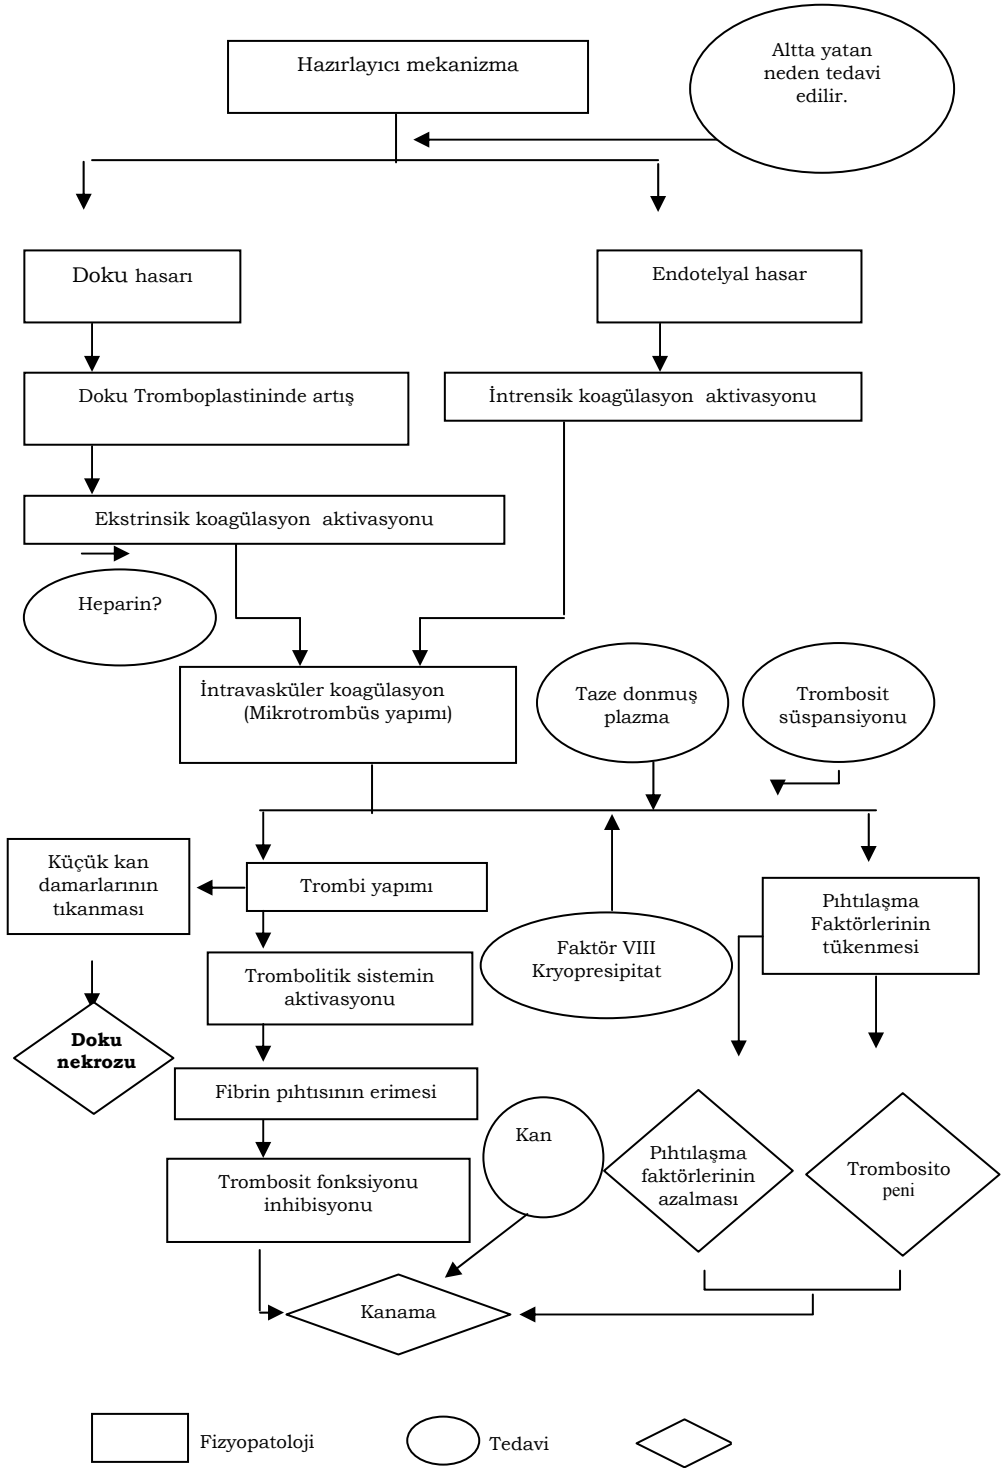 Hazırlayıcı mekanizma
Altta yatan
neden tedavi
edilir.
Doku hasarı
Endotelyal hasar
Doku Tromboplastininde artış
İntrensik koagülasyon aktivasyonu
Ekstrinsik koagülasyon aktivasyonu
Heparin?
İntravasküler koagülasyon
(Mikrotrombüs yapımı)
Taze donmuş
plazma
Trombosit
süspansiyonu
Küçük kan
damarlarının
tıkanması
Trombi yapımı
Pıhtılaşma
Faktörlerinin
tükenmesi
Faktör VIII
Kryopresipitat
Trombolitik sistemin
aktivasyonu
Doku
nekrozu
Fibrin pıhtısının erimesi
Kan
Pıhtılaşma
faktörlerinin
azalması
Trombosito
peni
Trombosit fonksiyonu
inhibisyonu
Kanama
Fizyopatoloji
Tedavi